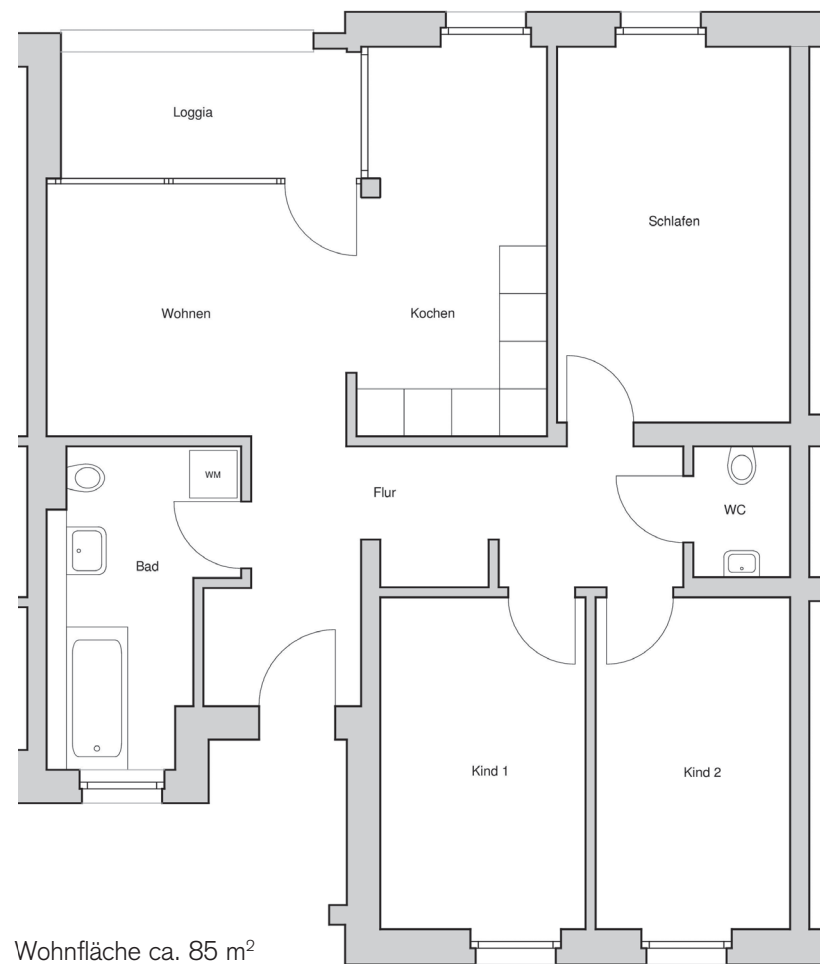 Loggia
Schlafen
Wohnen
Kochen
WM
Flur
WC
Bad
Kind 1
Kind 2
Wohnfläche ca. 85 m²